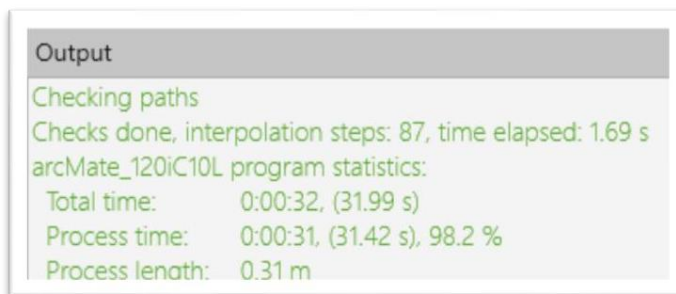 Output
Checking paths
Checks done, interpolation steps: 87, time elapsed: 1.69 s
arcMate_120iC10L program statistics:
Total time: 0:00:32, (31.99 s)
Process time: 0:00:31, (31.42 s), 98.2 %
Process length: 0.31 m